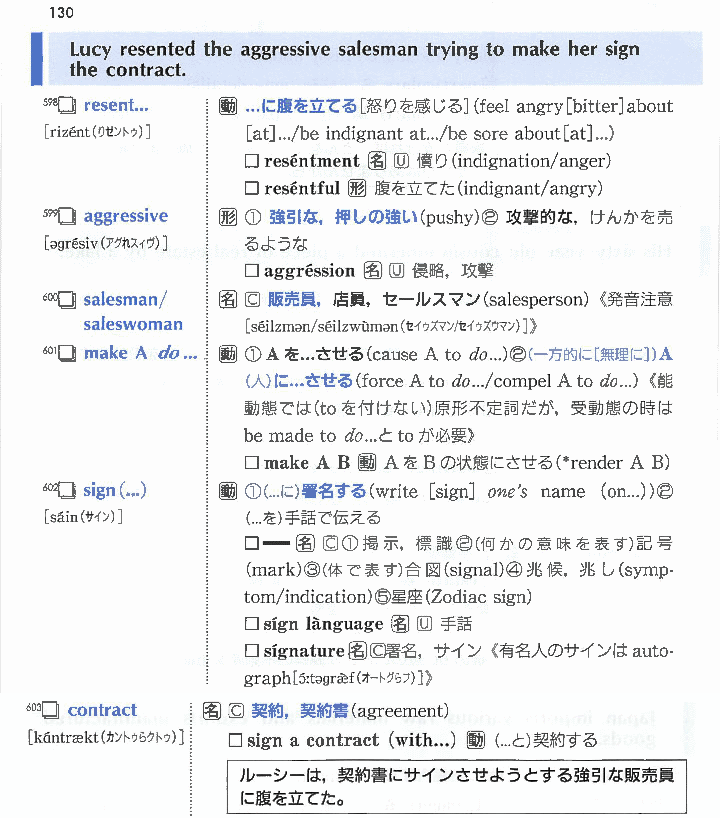 130
Lucy resented the aggressive salesman trying to make her sign
the contract.
598 resent...
[rizént(リゼントゥ)]
動 …に腹を立てる[怒りを感じる](feel angry[bitter]about
[at].../be indignant at.../be sore about[at]...)
□ reséntment 名 U 憤り(indignation/anger)
□ reséntful 形 腹を立てた(indignant/angry)
599 aggressive
[əgrésiv(アグれスィヴ)]
形 ① 強引な，押しの強い(pushy)② 攻撃的な，けんかを売
るような
□ aggréssion 名 U 侵略，攻撃
600 salesman/
saleswoman
名 C 販売員，店員，セールスマン(salesperson)《発音注意
[séilzmən/séilzwùmən(セイゥズマン/セイゥズウマン)]》
601 make A do...
動 ① A を…させる(cause A to do...)②(一方的に[無理に])A
(人)に…させる(force A to do.../compel A to do...)《能
動態では(to を付けない)原形不定詞だが，受動態の時は
be made to do...と to が必要》
□ make A B 動 A を B の状態にさせる(*render A B)
602 sign(...)
[sáin(サイン)]
動 ①(…に)署名する(write [sign] one's name (on...))②
(…を)手話で伝える
□━ 名 C①掲示，標識②(何かの意味を表す)記号
(mark)③(体で表す)合図(signal)④兆候，兆し(symp-
tom/indication)⑤星座(Zodiac sign)
□ sígn lànguage 名 U 手話
□ sígnature 名 C署名，サイン《有名人のサインは auto-
graph[ɔ́ːtəgræf(オートグらフ)]》
603 contract
[kɑ́ntrækt(カントゥらクトゥ)]
名 C 契約，契約書(agreement)
□ sign a contract (with...) 動 (…と)契約する
ルーシーは，契約書にサインさせようとする強引な販売員
に腹を立てた。